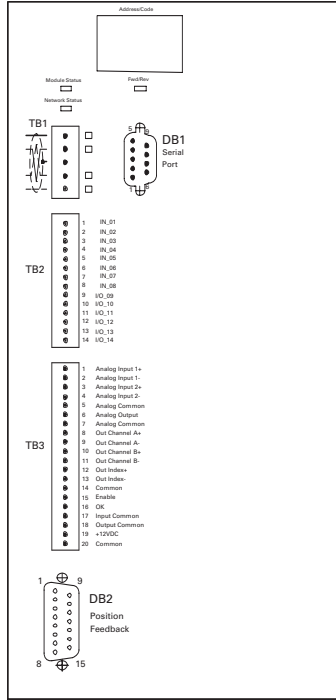 Address/Code
Module Status
Fwd/Rev
Network Status
TB1
5 9
DB1
Serial
Port
1 6
TB2
1 IN_01
2 IN_02
3 IN_03
4 IN_04
5 IN_05
6 IN_06
7 IN_07
8 IN_08
9 I/O_09
10 I/O_10
11 I/O_11
12 I/O_12
13 I/O_13
14 I/O_14
TB3
1 Analog Input 1+
2 Analog Input 1-
3 Analog Input 2+
4 Analog Input 2-
5 Analog Common
6 Analog Output
7 Analog Common
8 Out Channel A+
9 Out Channel A-
10 Out Channel B+
11 Out Channel B-
12 Out Index+
13 Out Index-
14 Common
15 Enable
16 OK
17 Input Common
18 Output Common
19 +12VDC
20 Common
1 9
DB2
Position
Feedback
8 15